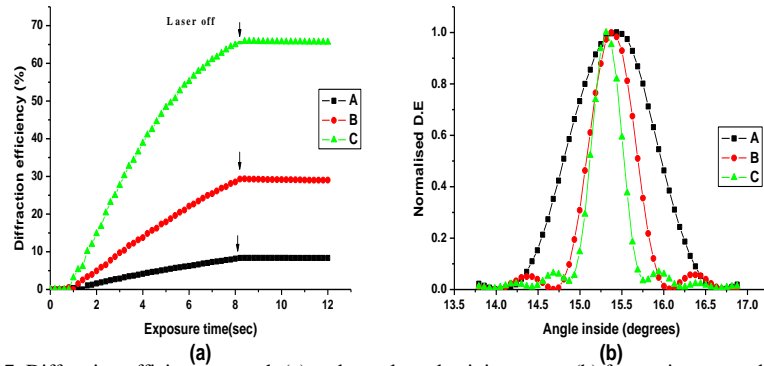 Laser off
Diffraction efficiency (%)
70
60
50
40
30
20
10
0
0 2 4 6 8 10 12
Exposure time(sec)
A
B
C
(a)
Normalised D.E
1.0
0.8
0.6
0.4
0.2
0.0
13.5 14.0 14.5 15.0 15.5 16.0 16.5 17.0
Angle inside (degrees)
A
B
C
(b)